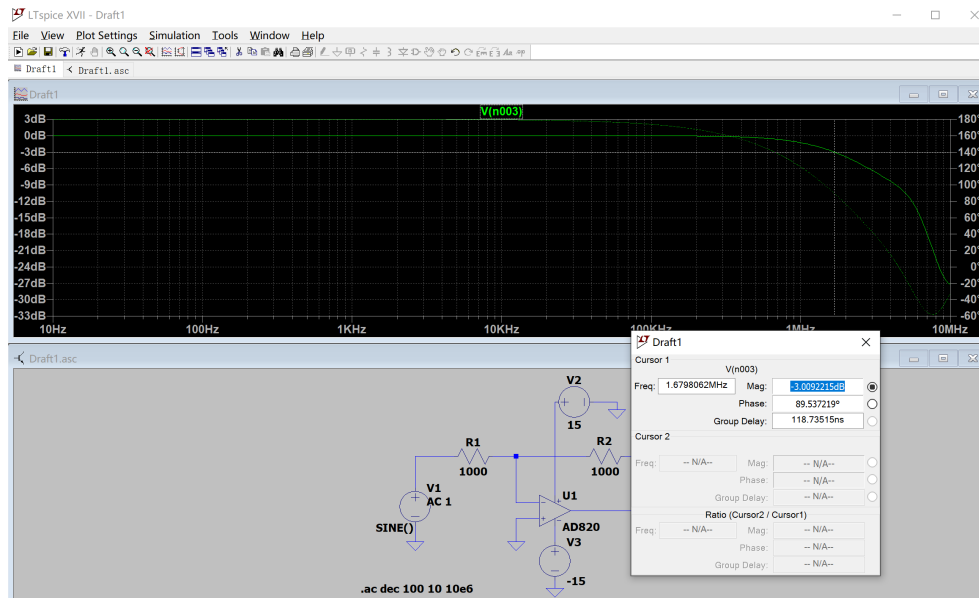 LTspice XVII - Draft1
File View Plot Settings Simulation Tools Window Help
Draft1 Draft1.asc
Draft1
V(n003)
3dB 180°
0dB 160°
-3dB 140°
-6dB 120°
-9dB 100°
-12dB 80°
-15dB 60°
-18dB 40°
-21dB 20°
-24dB 0°
-27dB -20°
-30dB -40°
-33dB -60°
10Hz 100Hz 1KHz 10KHz 100KHz 1MHz 10MHz
Draft1.asc
V2
+
15
R1
1000
R2
1000
V1
AC 1
SINE()
U1
AD820
V3
-15
.ac dec 100 10 10e6
Draft1
Cursor 1
V(n003)
Freq: 1.6798062MHz Mag: -3.0092215dB
Phase: 89.537219°
Group Delay: 118.73515ns
Cursor 2
Freq: -- N/A-- Mag: -- N/A--
Phase: -- N/A--
Group Delay: -- N/A--
Ratio (Cursor2 / Cursor1)
Freq: -- N/A-- Mag: -- N/A--
Phase: -- N/A--
Group Delay: -- N/A--